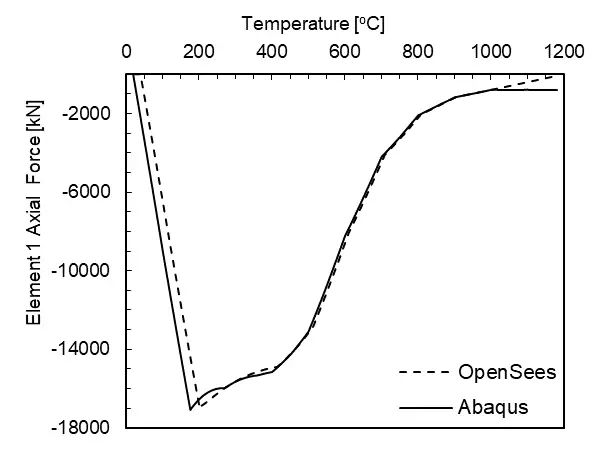 Temperature [ºC]
0 200 400 600 800 1000 1200
Element 1 Axial Force [kN]
-2000
-6000
-10000
-14000
-18000
OpenSees
Abaqus